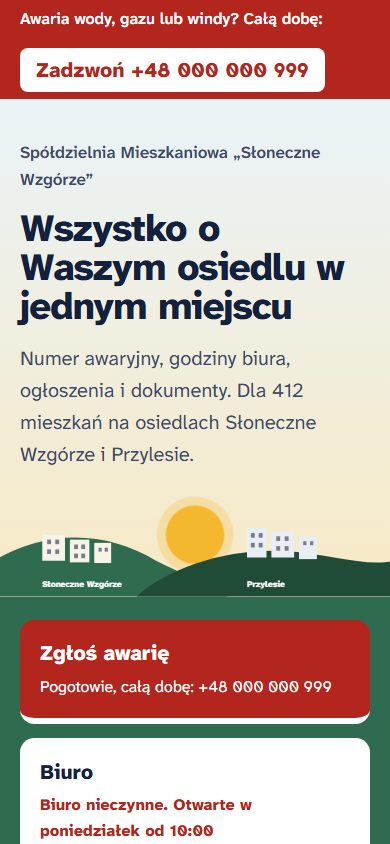 Awaria wody, gazu lub windy? Całą dobę:
Zadzwoń +48 000 000 999
Spółdzielnia Mieszkaniowa „Słoneczne
Wzgórze”
Wszystko o
Waszym osiedlu w
jednym miejscu
Numer awaryjny, godziny biura,
ogłoszenia i dokumenty. Dla 412
mieszkań na osiedlach Słoneczne
Wzgórze i Przylesie.
Słoneczne Wzgórze
Przylesie
Zgłoś awarię
Pogotowie, całą dobę: +48 000 000 999
Biuro
Biuro nieczynne. Otwarte w
poniedziałek od 10:00